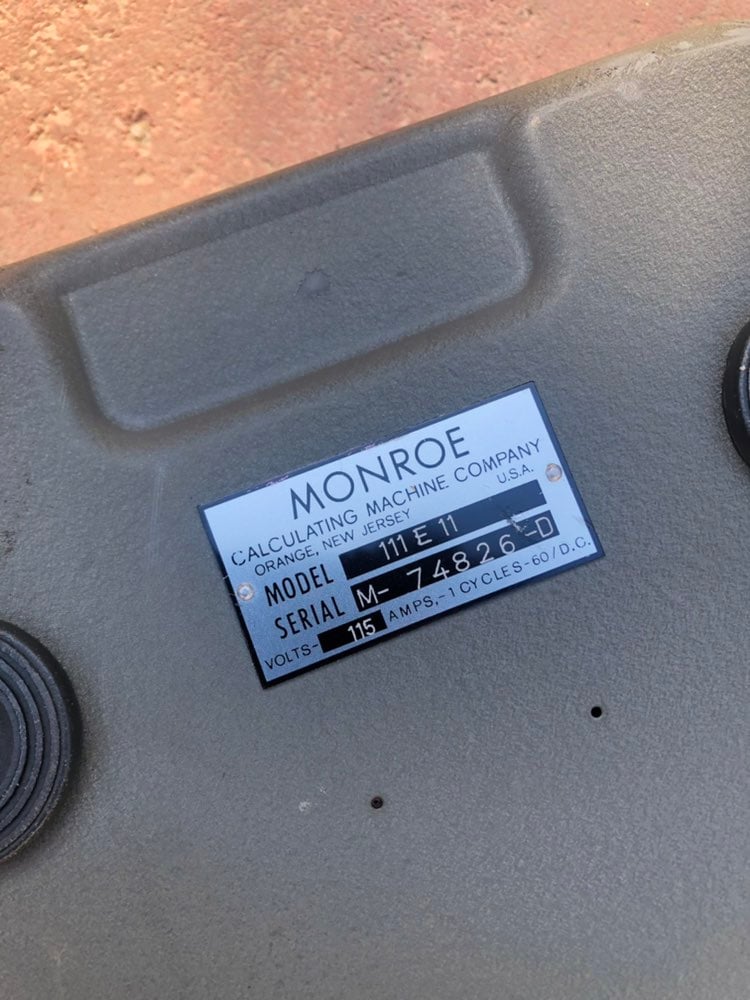 MONROE
CALCULATING MACHINE COMPANY
ORANGE, NEW JERSEY U.S.A.
MODEL 111 E 11
SERIAL M- 74826-D
VOLTS- 115 AMPS,-1 CYCLES-60/D.C.